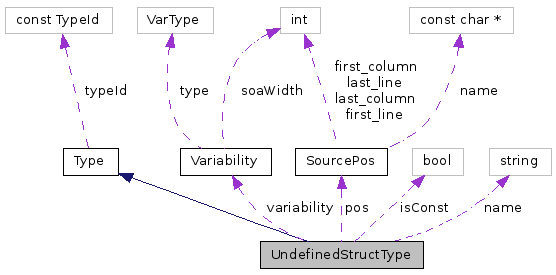 const TypeId
VarType
int
const char *
typeId
type
soaWidth
first_column
last_line
last_column
first_line
name
Type
Variability
SourcePos
bool
string
variability
pos
isConst
name
UndefinedStructType